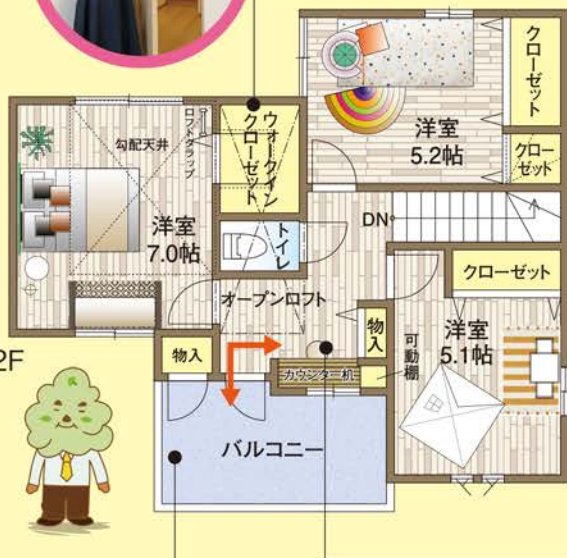 クローゼット
洋室
5.2帖
クロー
ゼット
ウォークイン
クローゼット
ロフトタラップ
勾配天井
洋室
7.0帖
トイレ
DN
オープンロフト
クローゼット
物入
物入
可動棚
洋室
5.1帖
カウンター机
2F
バルコニー